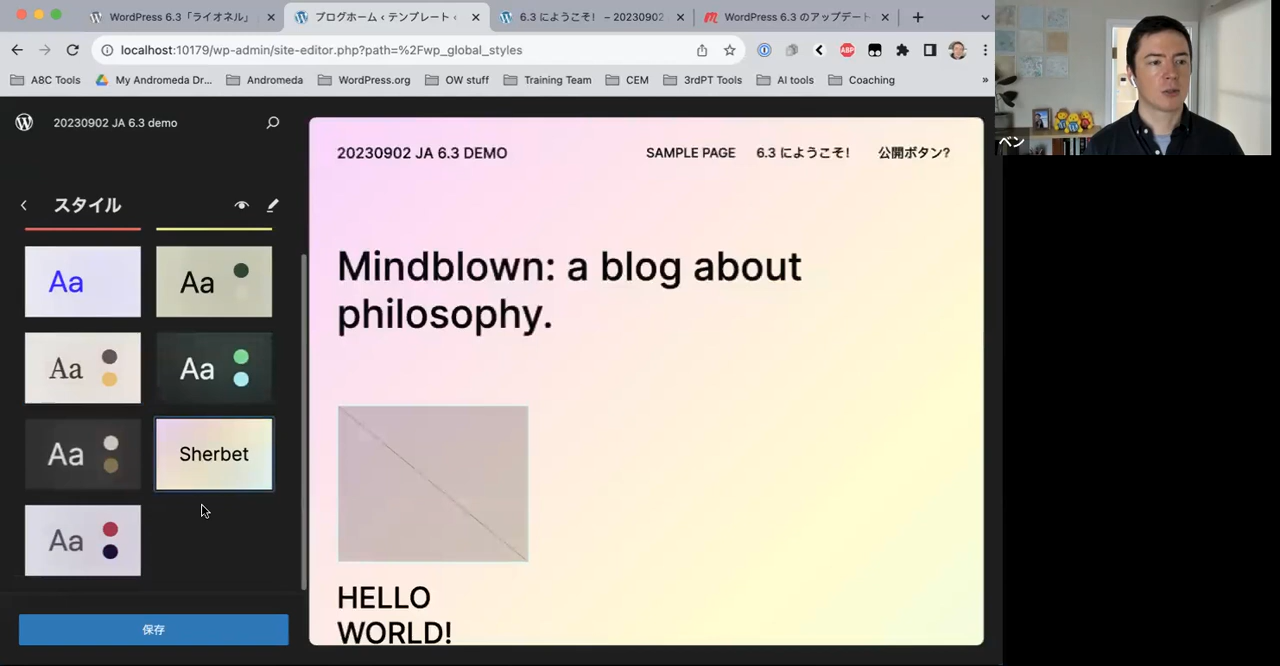 WordPress 6.3「ライオネル」
ブログホーム ‹ テンプレート ‹
6.3 にようこそ! – 20230902
WordPress 6.3 のアップデート
localhost:10179/wp-admin/site-editor.php?path=%2Fwp_global_styles
ABP
A8C Tools
My Andromeda Dr...
Andromeda
WordPress.org
OW stuff
Training Team
CEM
3rdPT Tools
AI tools
Coaching
»
ベン
20230902 JA 6.3 demo
スタイル
Aa
Aa
Aa
Aa
Aa
Sherbet
Aa
保存
20230902 JA 6.3 DEMO
SAMPLE PAGE
6.3 にようこそ!
公開ボタン?
Mindblown: a blog about
philosophy.
HELLO
WORLD!